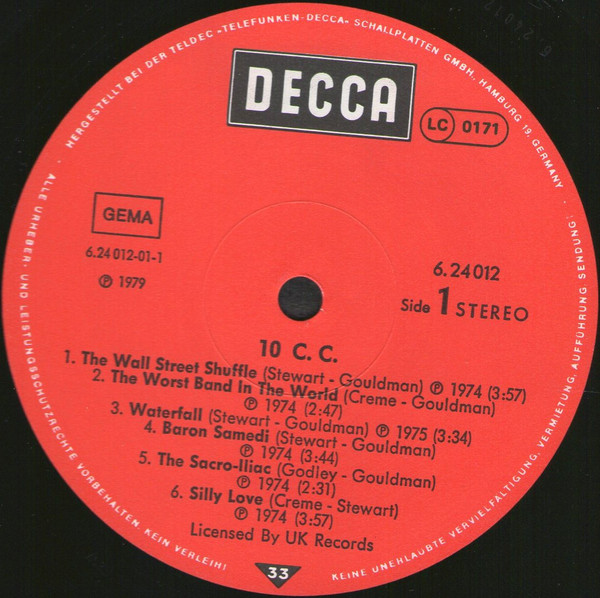 HERGESTELLT BEI DER TELDEC »TELEFUNKEN-DECCA« SCHALLPLATTEN GMBH., HAMBURG 19, GERMANY
DECCA
LC 0171
GEMA
6.24 012-01-1
℗ 1979
6.24012
Side 1 STEREO
10 C. C.
1. The Wall Street Shuffle (Stewart - Gouldman) ℗ 1974 (3:57)
2. The Worst Band In The World (Creme - Gouldman)
℗ 1974 (2:47)
3. Waterfall (Stewart - Gouldman) ℗ 1975 (3:34)
4. Baron Samedi (Stewart - Gouldman)
℗ 1974 (3:44)
5. The Sacro-Iliac (Godley - Gouldman)
℗ 1974 (2:31)
6. Silly Love (Creme - Stewart)
℗ 1974 (3:57)
Licensed By UK Records
33
ALLE URHEBER- UND LEISTUNGSSCHUTZRECHTE VORBEHALTEN. KEIN VERLEIH!
KEINE UNERLAUBTE VERVIELFÄLTIGUNG, VERMIETUNG, AUFFÜHRUNG, SENDUNG!